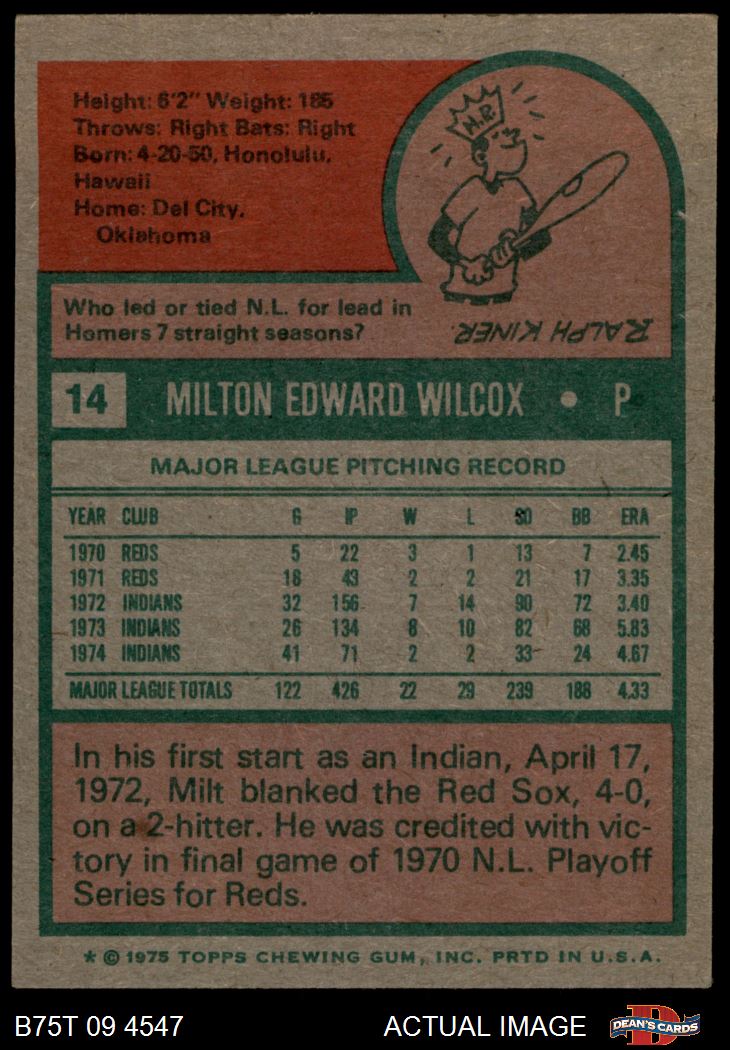 Height: 6'2" Weight: 185
Throws: Right Bats: Right
Born: 4-20-50, Honolulu,
Hawaii
Home: Del City,
Oklahoma
H.R.
Who led or tied N.L. for lead in
Homers 7 straight seasons?
RALPH KINER.
14 MILTON EDWARD WILCOX • P
MAJOR LEAGUE PITCHING RECORD
YEAR CLUB G IP W L SO BB ERA
1970 REDS 5 22 3 1 13 7 2.45
1971 REDS 18 43 2 2 21 17 3.35
1972 INDIANS 32 156 7 14 90 72 3.40
1973 INDIANS 26 134 8 10 82 68 5.83
1974 INDIANS 41 71 2 2 33 24 4.67
MAJOR LEAGUE TOTALS 122 426 22 29 239 188 4.33
In his first start as an Indian, April 17,
1972, Milt blanked the Red Sox, 4-0,
on a 2-hitter. He was credited with vic-
tory in final game of 1970 N.L. Playoff
Series for Reds.
* © 1975 TOPPS CHEWING GUM, INC. PRTD IN U.S.A.
B75T 09 4547 ACTUAL IMAGE DEAN'S CARDS